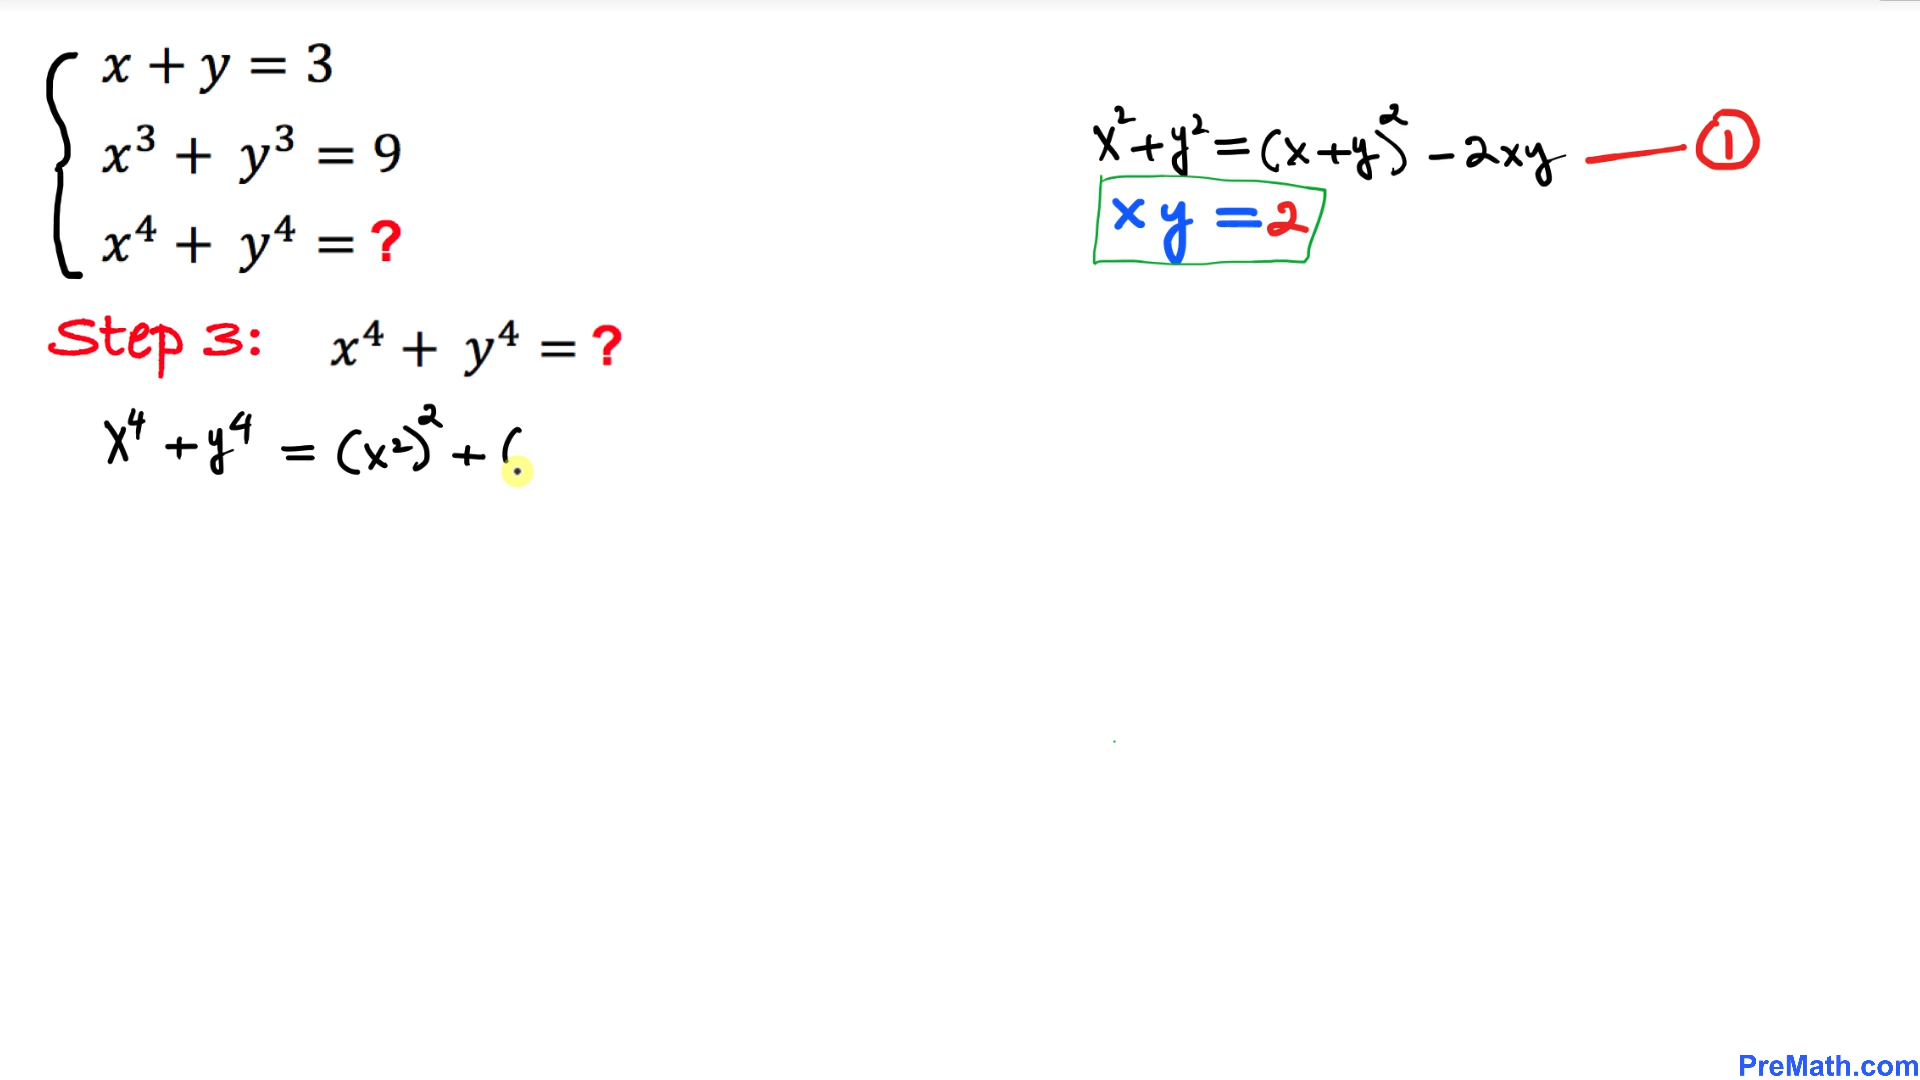 x + y = 3
x³ + y³ = 9
x⁴ + y⁴ = ?
x² + y² = (x + y)² - 2xy — ①
xy = 2
Step 3: x⁴ + y⁴ = ?
x⁴ + y⁴ = (x²)² + (
PreMath.com